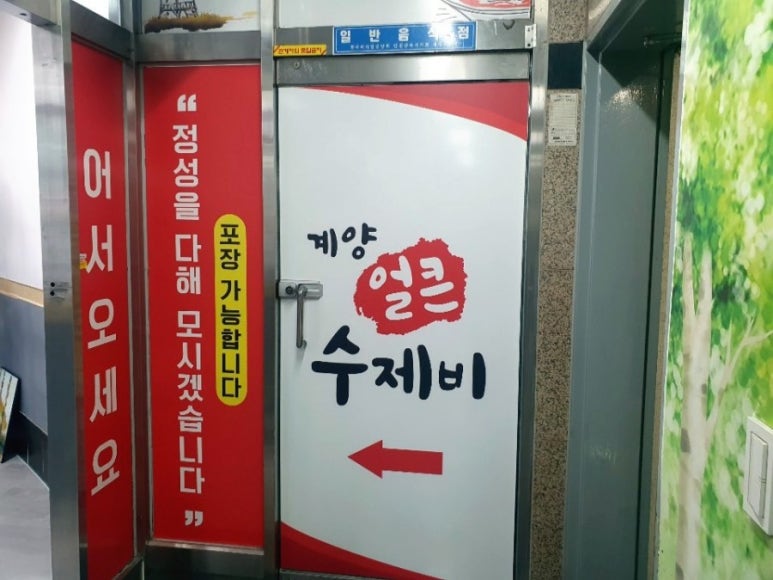 일반음식점
어서오세요
“정성을 다해 모시겠습니다”
포장 가능합니다
계양
얼큰
수제비